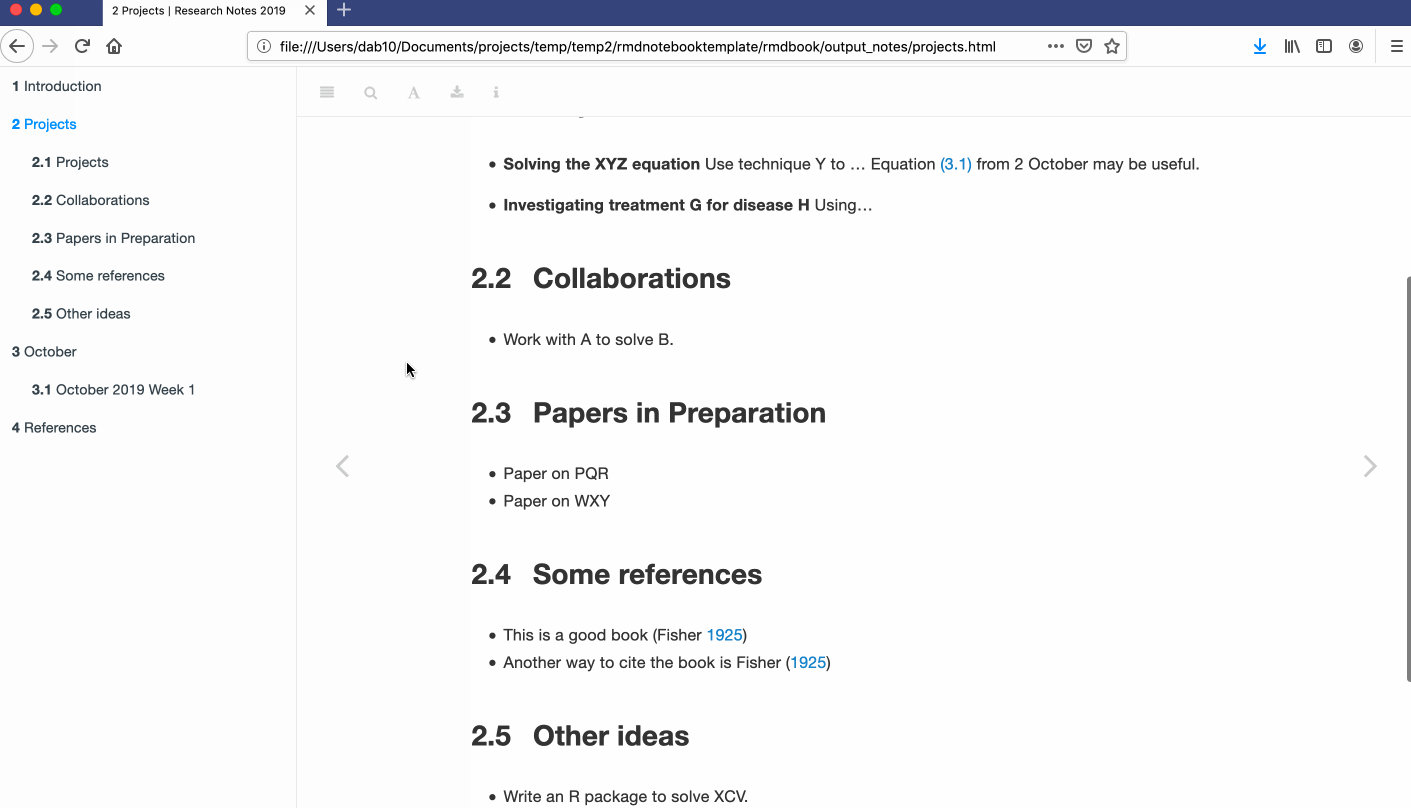 2 Projects | Research Notes 2019
file:///Users/dab10/Documents/projects/temp/temp2/rmdnotebooktemplate/rmdbook/output_notes/projects.html
1 Introduction
2 Projects
2.1 Projects
2.2 Collaborations
2.3 Papers in Preparation
2.4 Some references
2.5 Other ideas
3 October
3.1 October 2019 Week 1
4 References
A
i
• Solving the XYZ equation Use technique Y to … Equation (3.1) from 2 October may be useful.
• Investigating treatment G for disease H Using…
2.2 Collaborations
• Work with A to solve B.
2.3 Papers in Preparation
• Paper on PQR
• Paper on WXY
2.4 Some references
• This is a good book (Fisher 1925)
• Another way to cite the book is Fisher (1925)
2.5 Other ideas
• Write an R package to solve XCV.